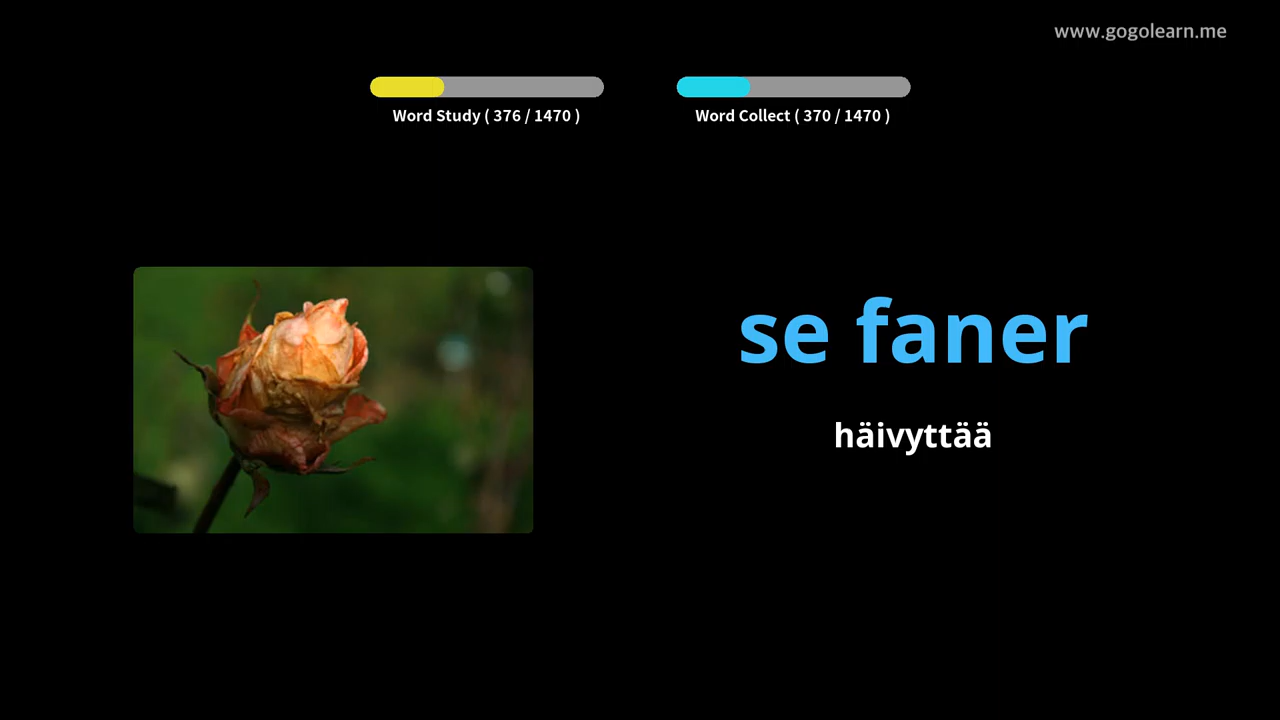 www.gogolearn.me
Word Study ( 376 / 1470 )
Word Collect ( 370 / 1470 )
se faner
häivyttää